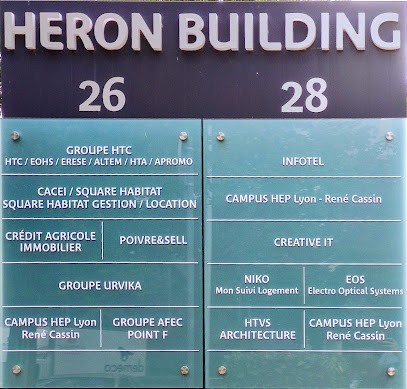 HERON BUILDING
26
GROUPE HTC
HTC / EOHS / ERESE / ALTEM / HTA / APROMO
CACEI / SQUARE HABITAT
SQUARE HABITAT GESTION / LOCATION
CRÉDIT AGRICOLE
IMMOBILIER
POIVRE&SELL
GROUPE URVIKA
CAMPUS HEP Lyon
René Cassin
GROUPE AFEC
POINT F
28
INFOTEL
CAMPUS HEP Lyon - René Cassin
CREATIVE IT
NIKO
Mon Suivi Logement
EOS
Electro Optical Systems
HTVS
ARCHITECTURE
CAMPUS HEP Lyon
René Cassin